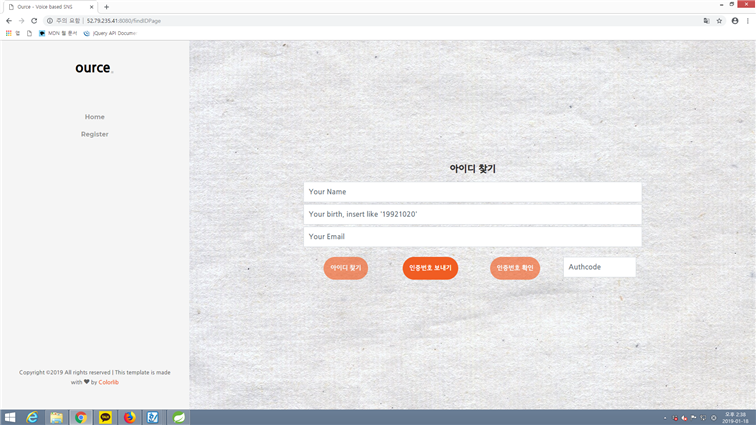 Ource - Voice based SNS
주의 요함 | 52.79.235.41:8080/findIDPage
앱
MDN 웹 문서
jQuery API Docume
ource.
Home
Register
아이디 찾기
Your Name
Your birth, insert like '19921020'
Your Email
아이디 찾기
인증번호 보내기
인증번호 확인
Authcode
Copyright ©2019 All rights reserved | This template is made
with ♥ by Colorlib
TALK
오후 2:38
2019-01-18